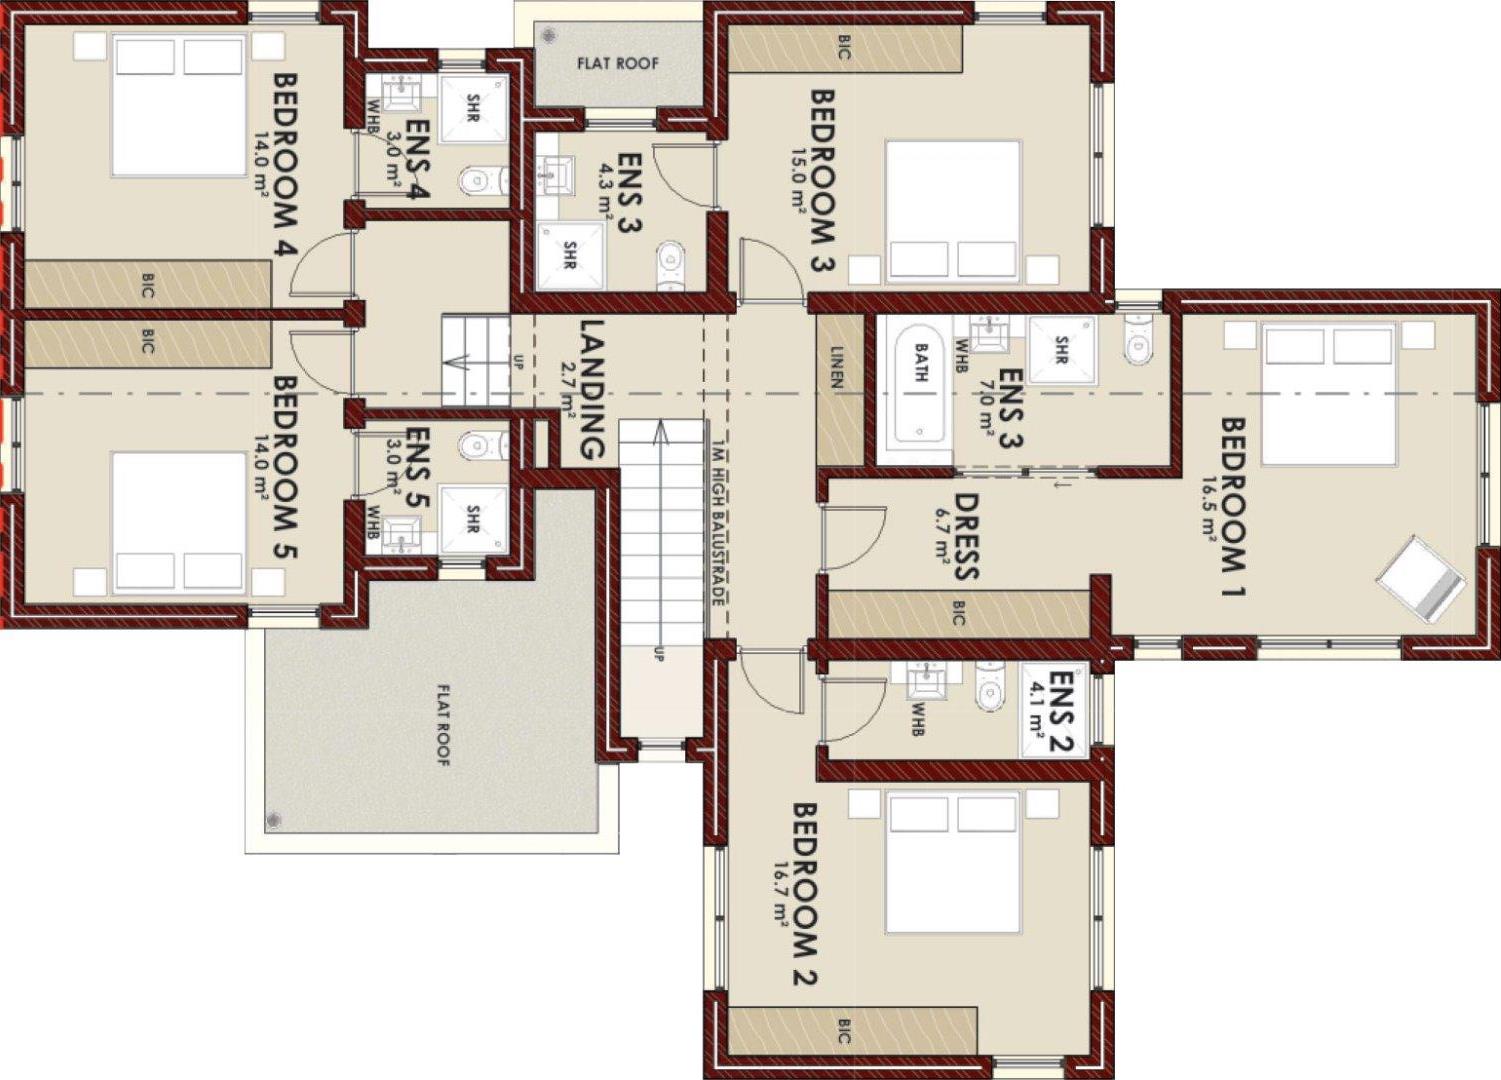 BEDROOM 4
14.0 m²
BIC
WHB
ENS 4
3.0 m²
SHR
FLAT ROOF
ENS 3
4.3 m²
SHR
BIC
BEDROOM 3
15.0 m²
BIC
BEDROOM 5
14.0 m²
WHB
ENS 5
3.0 m²
SHR
UP
LANDING
2.7 m²
1M HIGH BALUSTRADE
UP
LINEN
BATH
WHB
SHR
ENS 3
7.0 m²
BEDROOM 1
16.5 m²
DRESS
6.7 m²
BIC
FLAT ROOF
WHB
ENS 2
4.1 m²
BEDROOM 2
16.7 m²
BIC